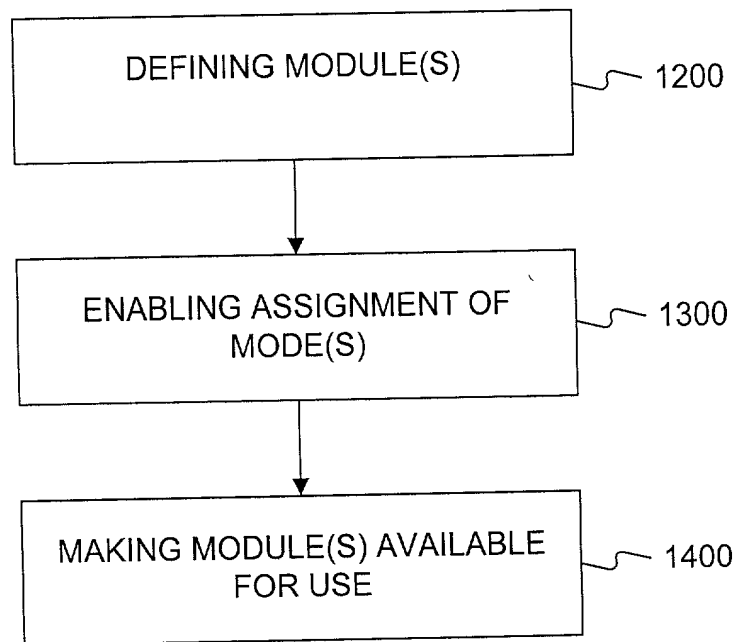 DEFINING MODULE(S)
1200
ENABLING ASSIGNMENT OF
MODE(S)
1300
MAKING MODULE(S) AVAILABLE
FOR USE
1400